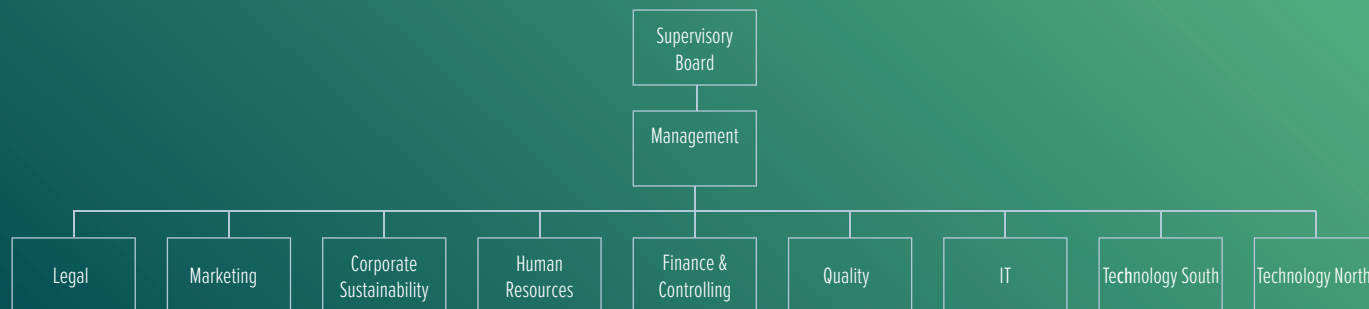 Supervisory
Board
Management
Legal
Marketing
Corporate
Sustainability
Human
Resources
Finance &
Controlling
Quality
IT
Technology South
Technology North